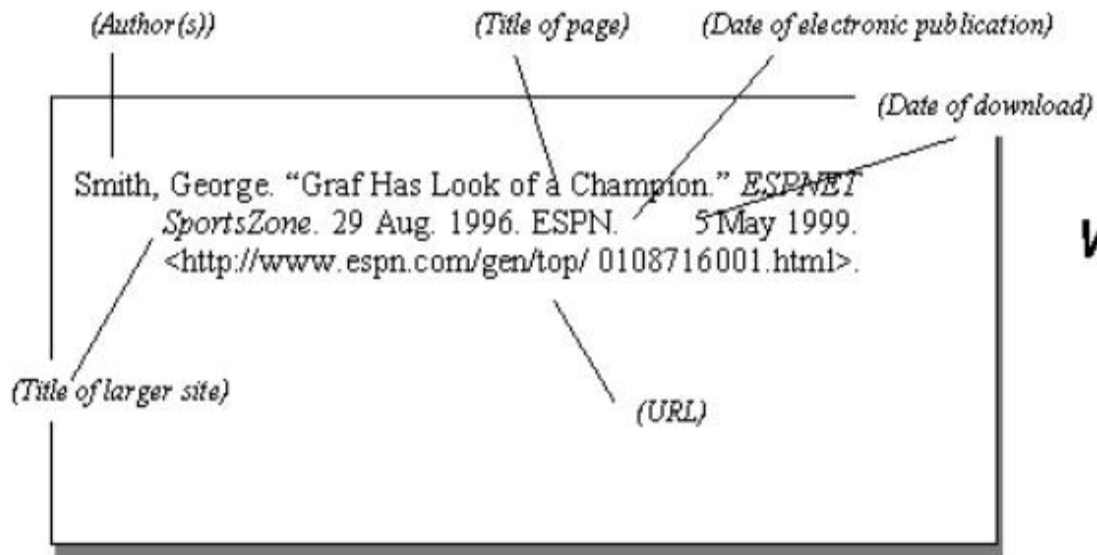 (Author(s))
(Title of page)
(Date of electronic publication)
(Date of download)
Smith, George. “Graf Has Look of a Champion.” ESPNET
SportsZone. 29 Aug. 1996. ESPN. 5 May 1999.
<http://www.espn.com/gen/top/ 0108716001.html>.
(Title of larger site)
(URL)